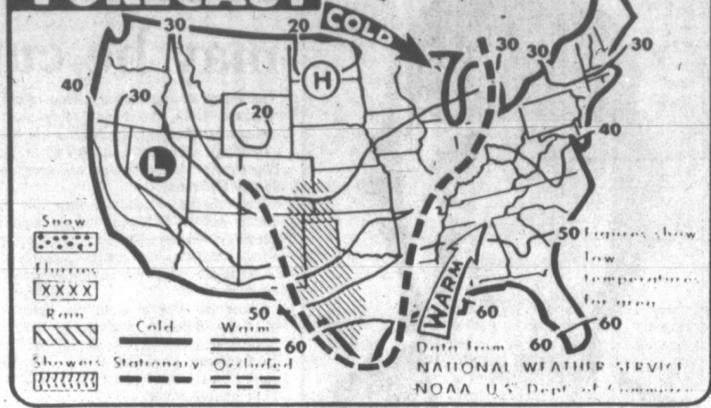 FORECAST
30
20
COLD
30
30
30
40
30
H
20
40
L
Snow
50 Figures show
Flurries
Low
temperatures
for area
Rain
Cold
50
Warm
60
WARM
60
60
60
Showers
Stationary
Occluded
Data from
NATIONAL WEATHER SERVICE
NOAA U.S. Dept. of Commerce